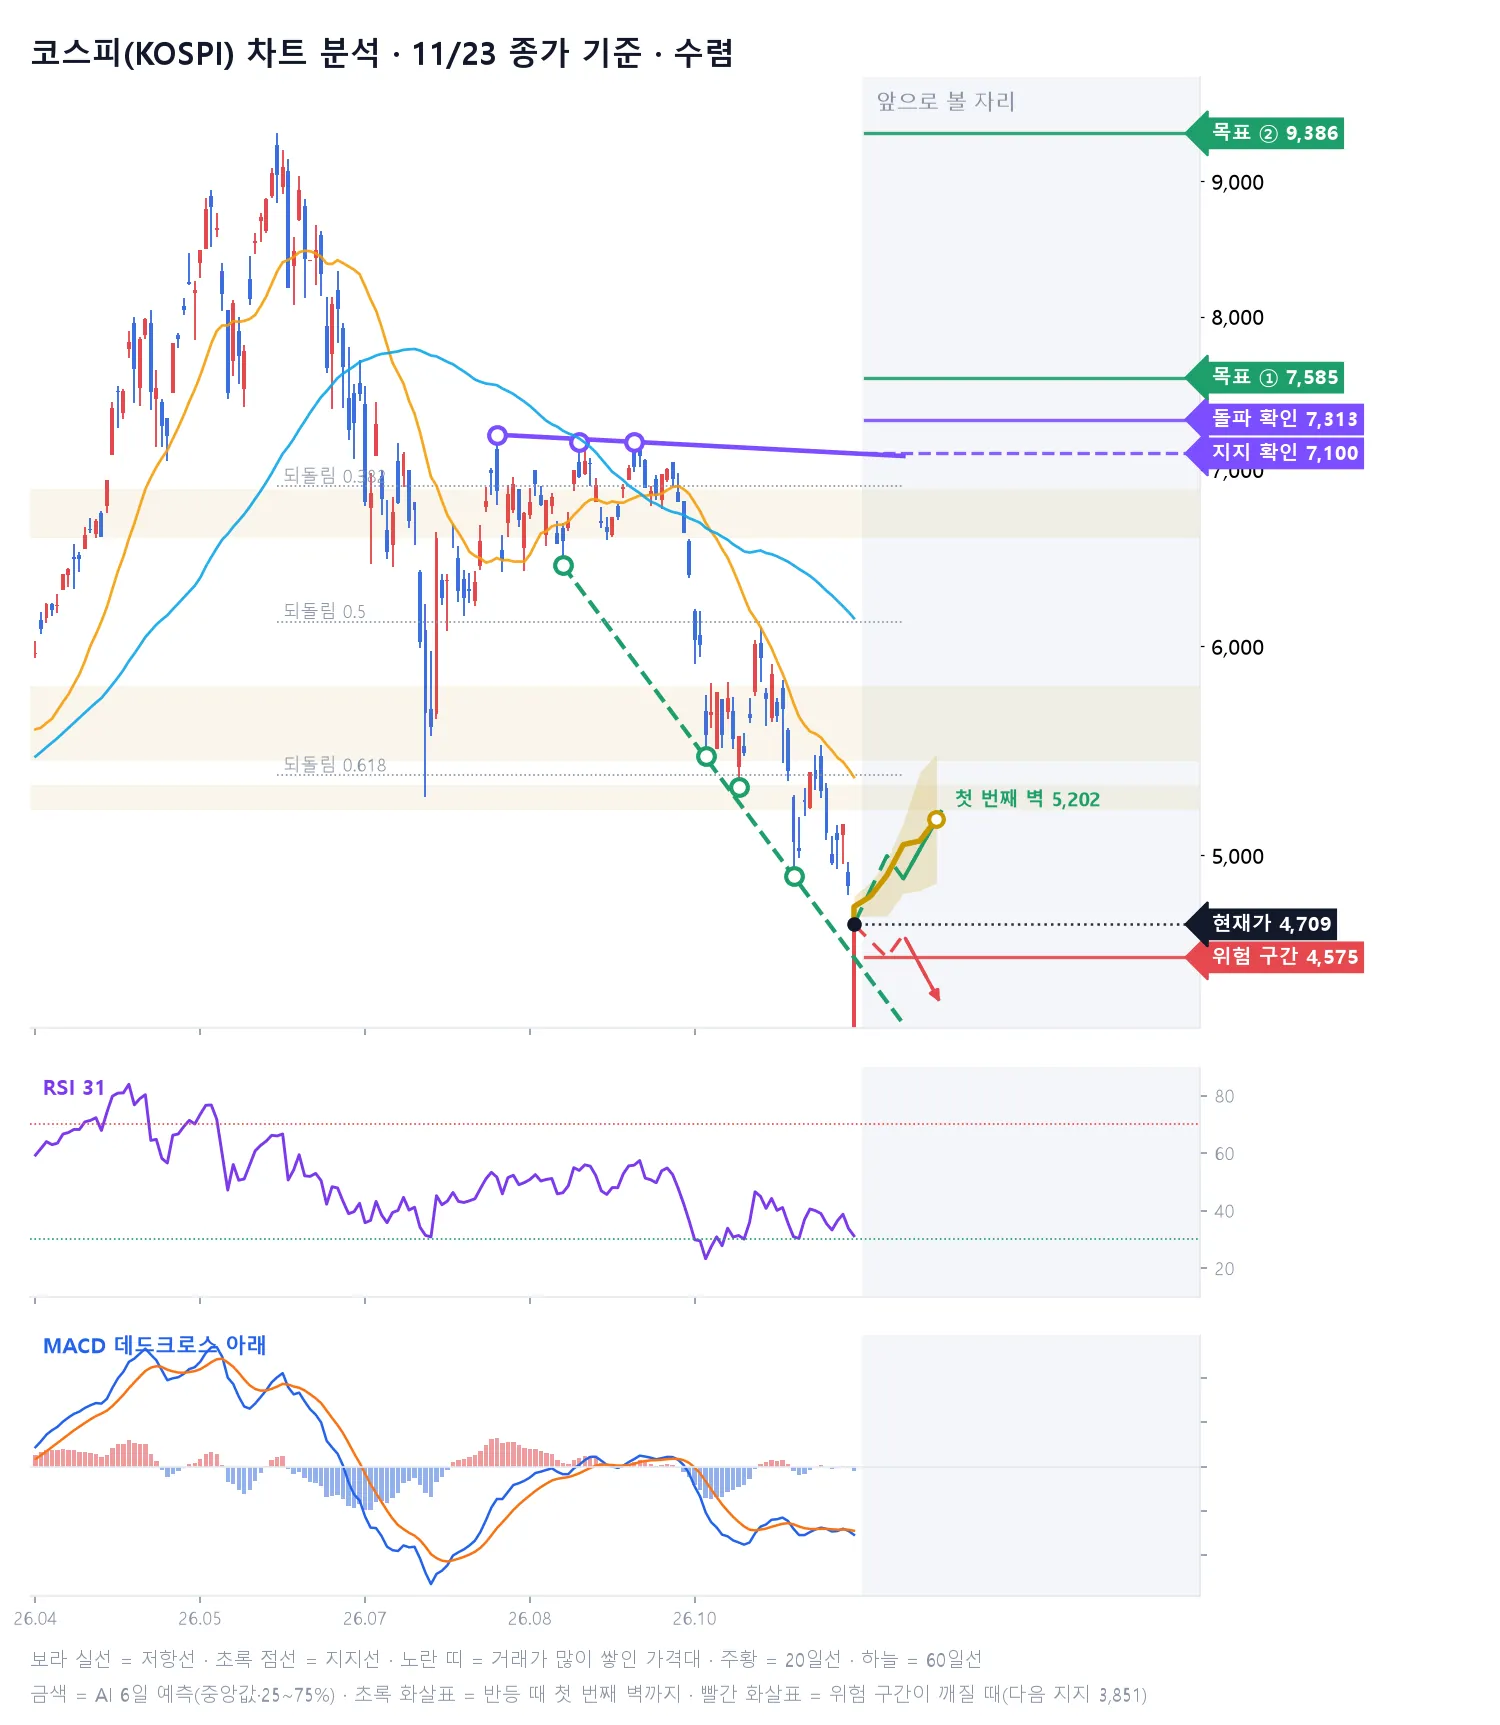 코스피(KOSPI) 차트 분석 · 11/23 종가 기준 · 수렴
앞으로 볼 자리
목표 ② 9,386
9,000
8,000
목표 ① 7,585
돌파 확인 7,313
지지 확인 7,100
7,000
되돌림 0.382
6,000
되돌림 0.5
되돌림 0.618
첫 번째 벽 5,202
5,000
현재가 4,709
위험 구간 4,575
RSI 31
80
60
40
20
MACD 데드크로스 아래
26.04 26.05 26.07 26.08 26.10
보라 실선 = 저항선 · 초록 점선 = 지지선 · 노란 띠 = 거래가 많이 쌓인 가격대 · 주황 = 20일선 · 하늘 = 60일선
금색 = AI 6일 예측(중앙값·25~75%) · 초록 화살표 = 반등 때 첫 번째 벽까지 · 빨간 화살표 = 위험 구간이 깨질 때(다음 지지 3,851)